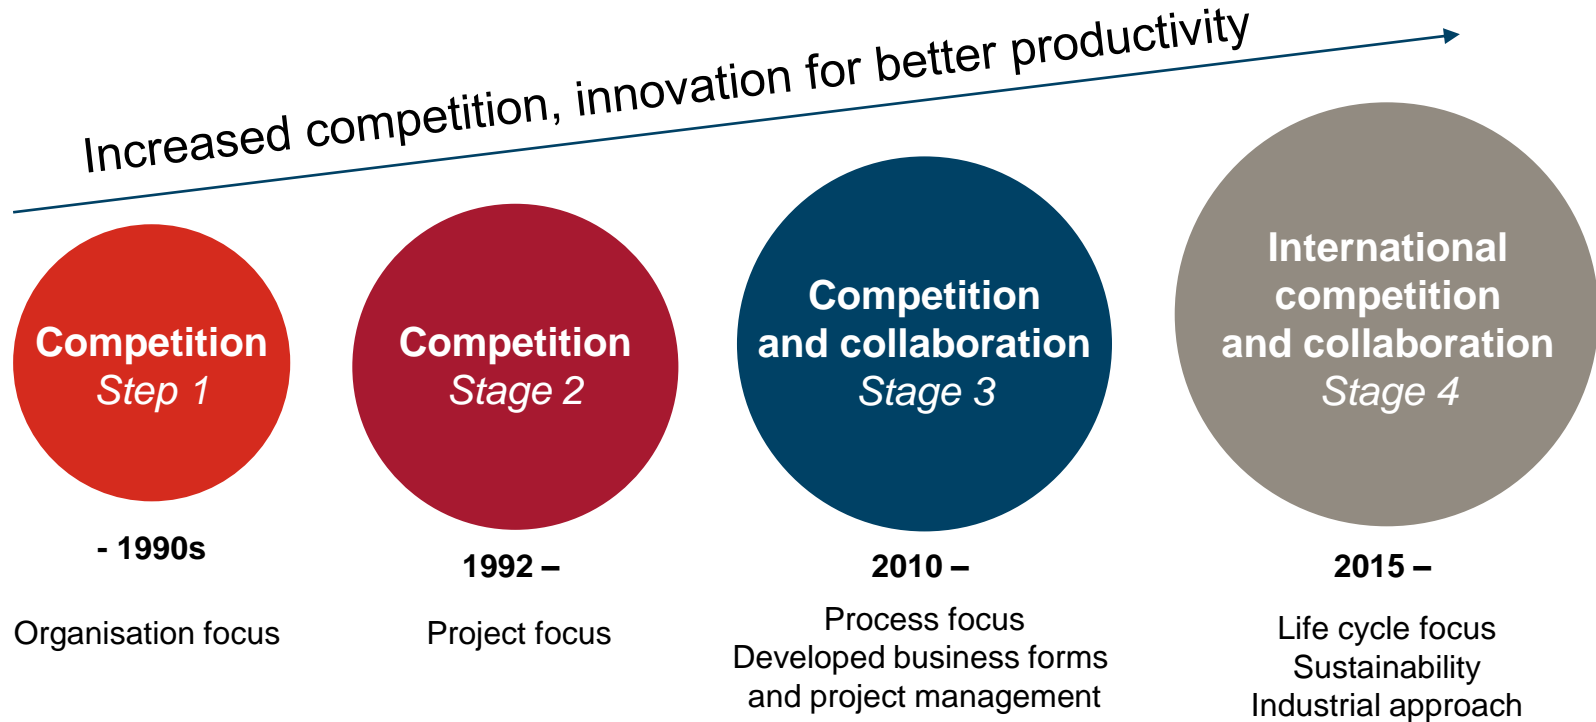 Increased competition, innovation for better productivity
Competition
Step 1
- 1990s
Organisation focus
Competition
Stage 2
1992 –
Project focus
Competition
and collaboration
Stage 3
2010 –
Process focus
Developed business forms
and project management
International
competition
and collaboration
Stage 4
2015 –
Life cycle focus
Sustainability
Industrial approach